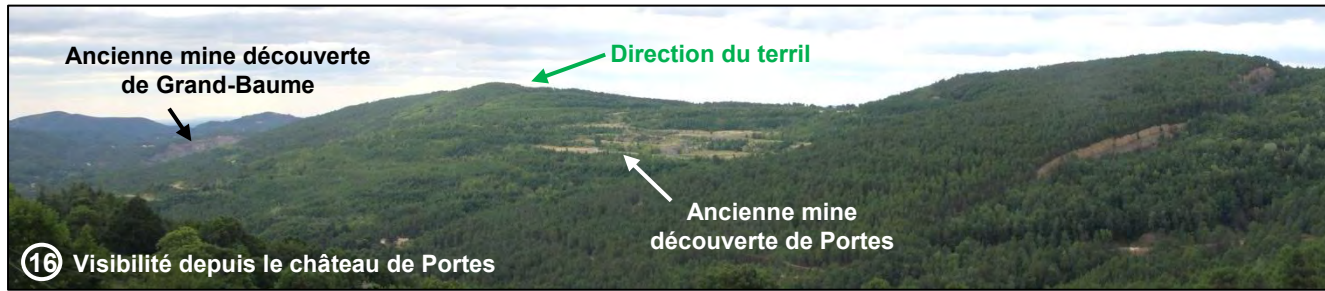 Ancienne mine découverte
de Grand-Baume
Direction du terril
Ancienne mine
découverte de Portes
16 Visibilité depuis le château de Portes